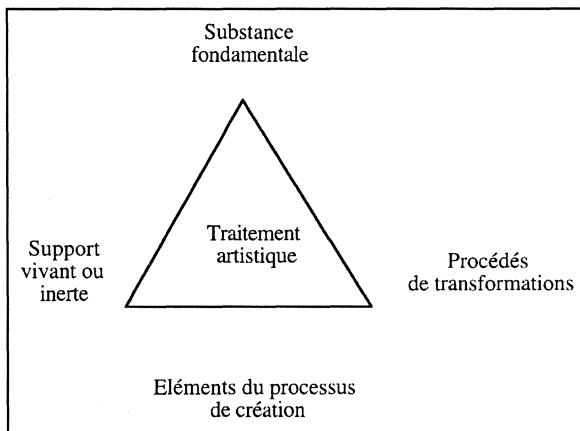 Substance
fondamentale
Traitement
artistique
Support
vivant ou
inerte
Procédés
de transformations
Eléments du processus
de création